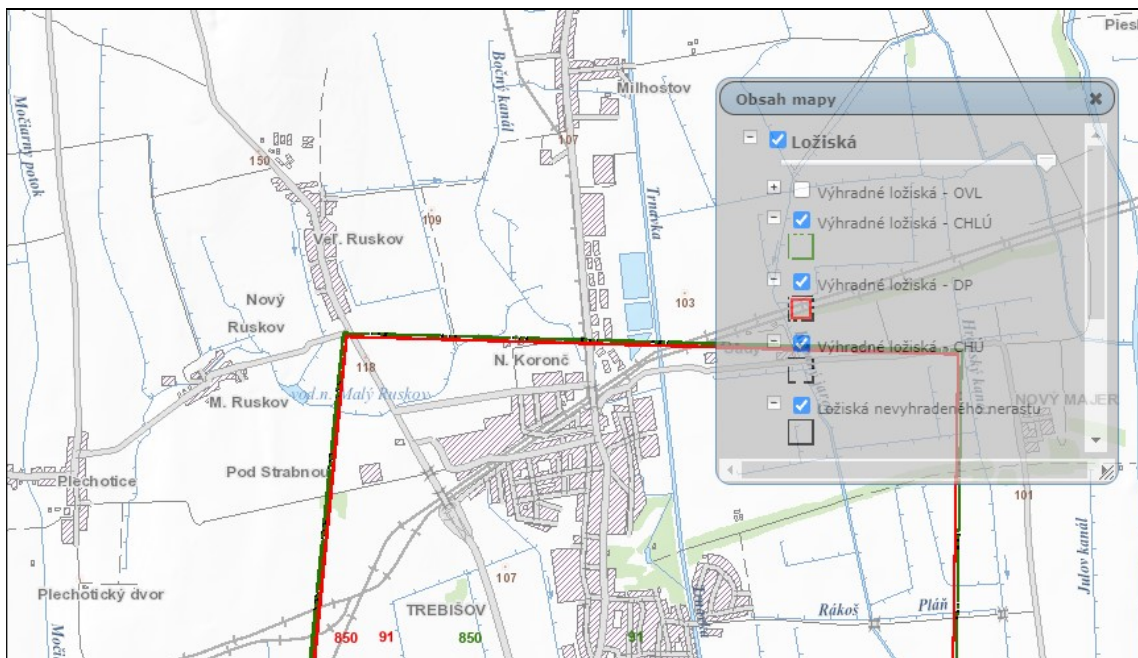 Piesl
Močiarny potok
Bočný kanál
Milhostov
107
150
Trnavka
109
Veľ. Ruskov
Nový
Ruskov
103
118
N. Koronč
vod.n. Malý Ruskov
M. Ruskov
Pod Strabnou
Plechotice
NOVÝ MAJER
101
Plechotický dvor
107
TREBIŠOV
Rákoš
Pláň
Julov kanál
850
91
850
91
Obsah mapy
Ložiská
Výhradné ložiská - OVL
Výhradné ložiská - CHLÚ
Výhradné ložiská - DP
Výhradné ložiská - CHÚ
Ložiská nevyhradeného nerastu